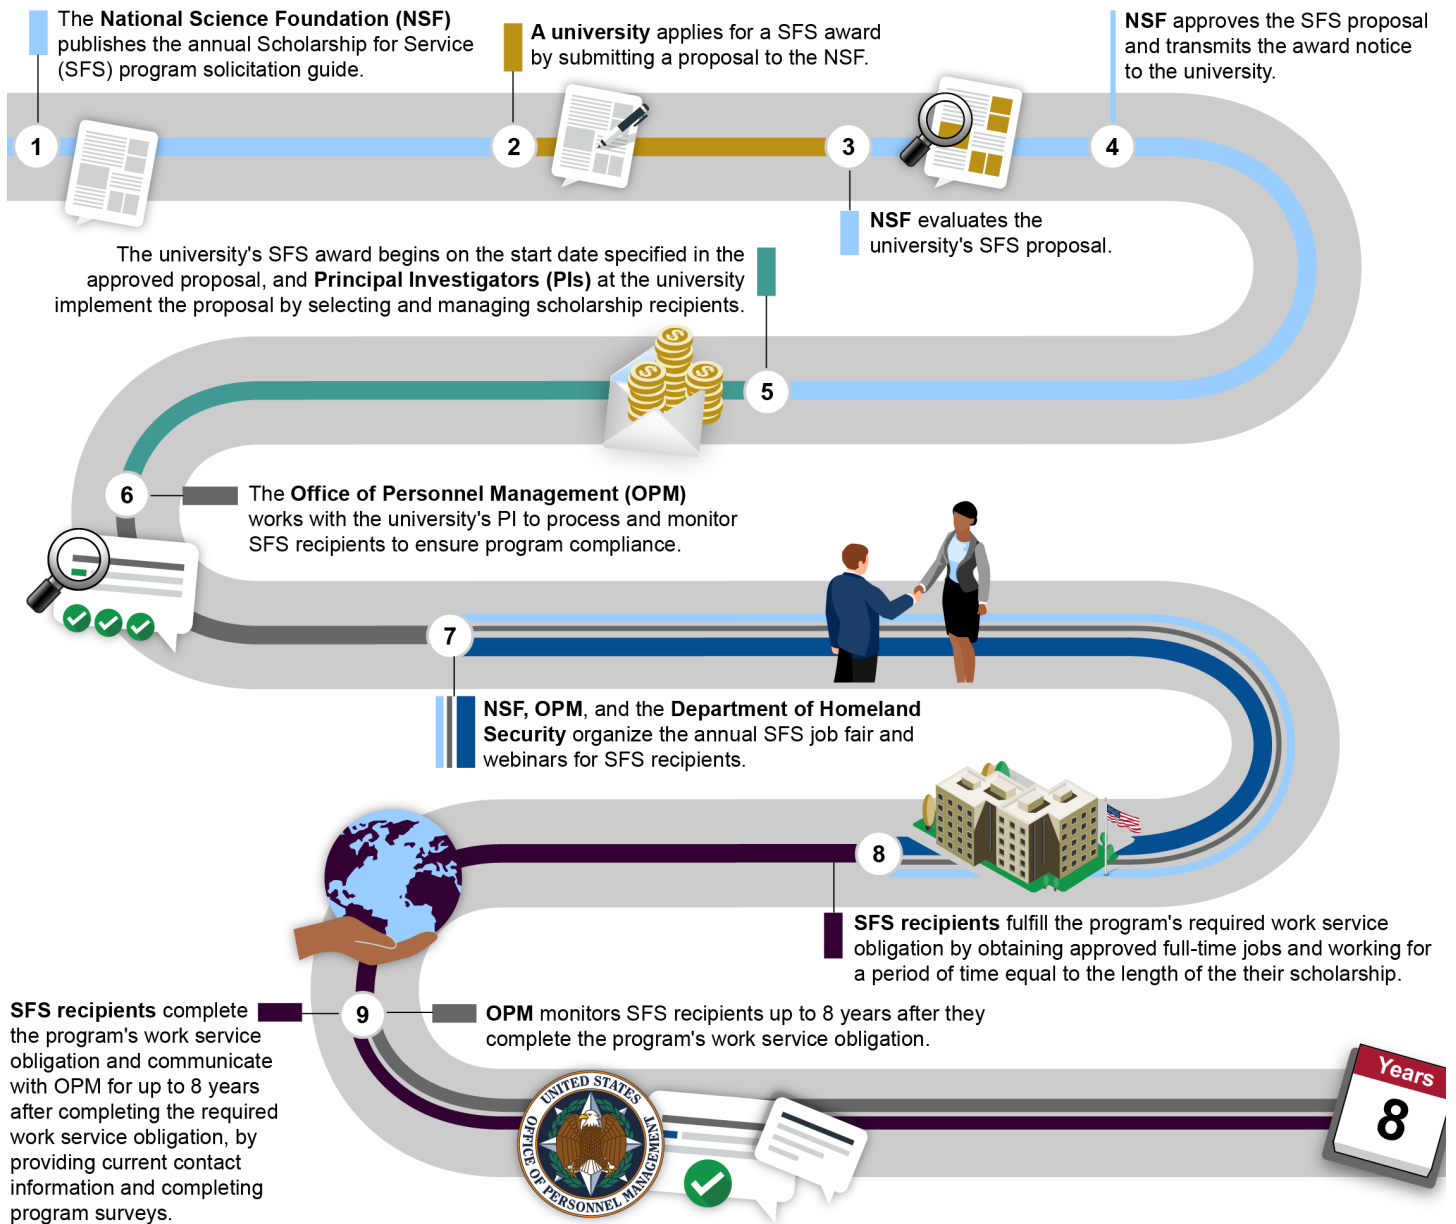 The National Science Foundation (NSF)
publishes the annual Scholarship for Service
(SFS) program solicitation guide.
A university applies for a SFS award
by submitting a proposal to the NSF.
NSF approves the SFS proposal
and transmits the award notice
to the university.
1
2
3
4
NSF evaluates the
university's SFS proposal.
The university's SFS award begins on the start date specified in the
approved proposal, and Principal Investigators (PIs) at the university
implement the proposal by selecting and managing scholarship recipients.
5
6
The Office of Personnel Management (OPM)
works with the university's PI to process and monitor
SFS recipients to ensure program compliance.
7
NSF, OPM, and the Department of Homeland
Security organize the annual SFS job fair and
webinars for SFS recipients.
8
SFS recipients fulfill the program's required work service
obligation by obtaining approved full-time jobs and working for
a period of time equal to the length of the their scholarship.
SFS recipients complete
the program's work service
obligation and communicate
with OPM for up to 8 years
after completing the required
work service obligation, by
providing current contact
information and completing
program surveys.
9
OPM monitors SFS recipients up to 8 years after they
complete the program's work service obligation.
UNITED STATES
OFFICE OF PERSONNEL MANAGEMENT
Years
8